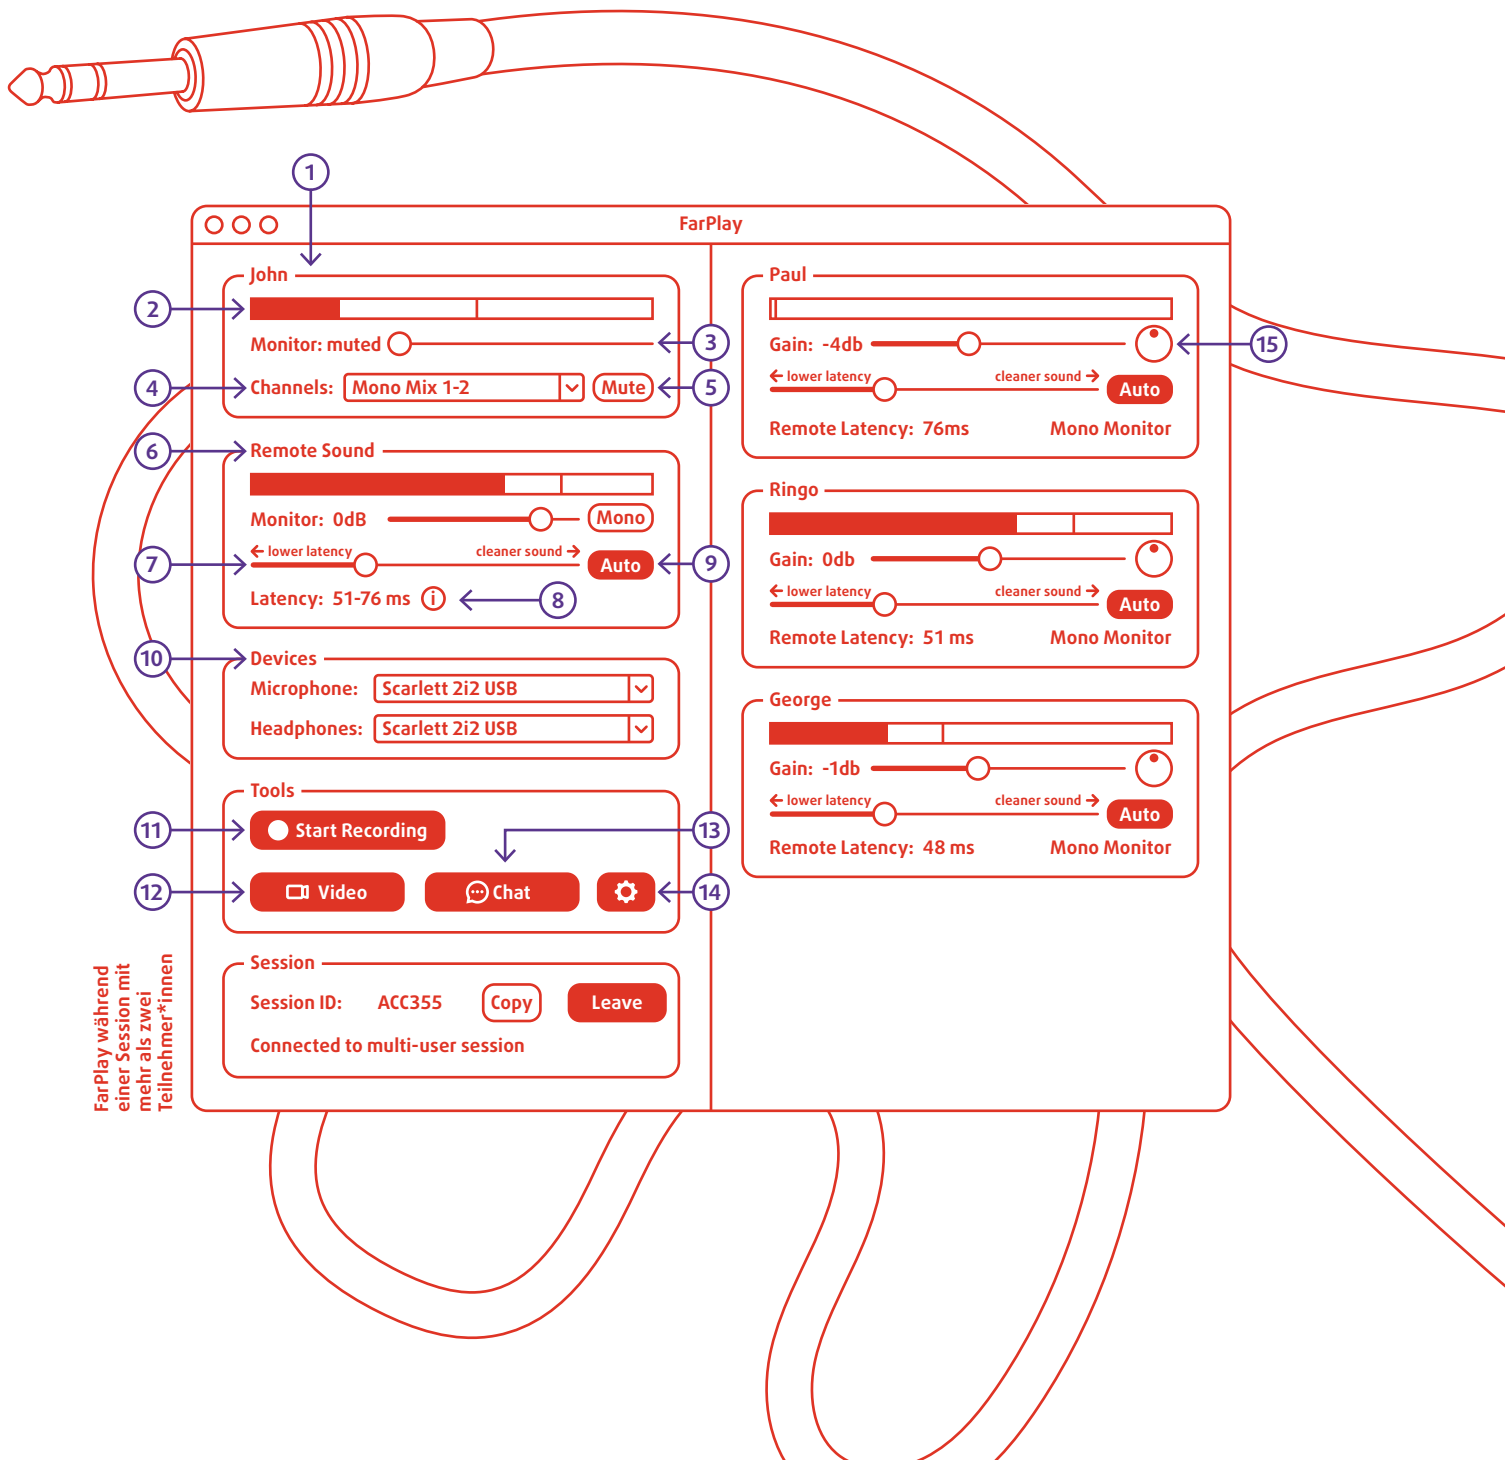 1
FarPlay
John
2
Monitor: muted
3
4
Channels: Mono Mix 1-2 Mute
5
6
Remote Sound
Monitor: 0dB Mono
7
← lower latency cleaner sound →
Auto
9
Latency: 51-76 ms i
8
10
Devices
Microphone: Scarlett 2i2 USB
Headphones: Scarlett 2i2 USB
Tools
11
Start Recording
13
12
Video Chat
14
Session
Session ID: ACC355 Copy Leave
Connected to multi-user session
Paul
Gain: -4db
15
← lower latency cleaner sound →
Auto
Remote Latency: 76ms Mono Monitor
Ringo
Gain: 0db
← lower latency cleaner sound →
Auto
Remote Latency: 51 ms Mono Monitor
George
Gain: -1db
← lower latency cleaner sound →
Auto
Remote Latency: 48 ms Mono Monitor
FarPlay während
einer Session mit
mehr als zwei
Teilnehmer*innen